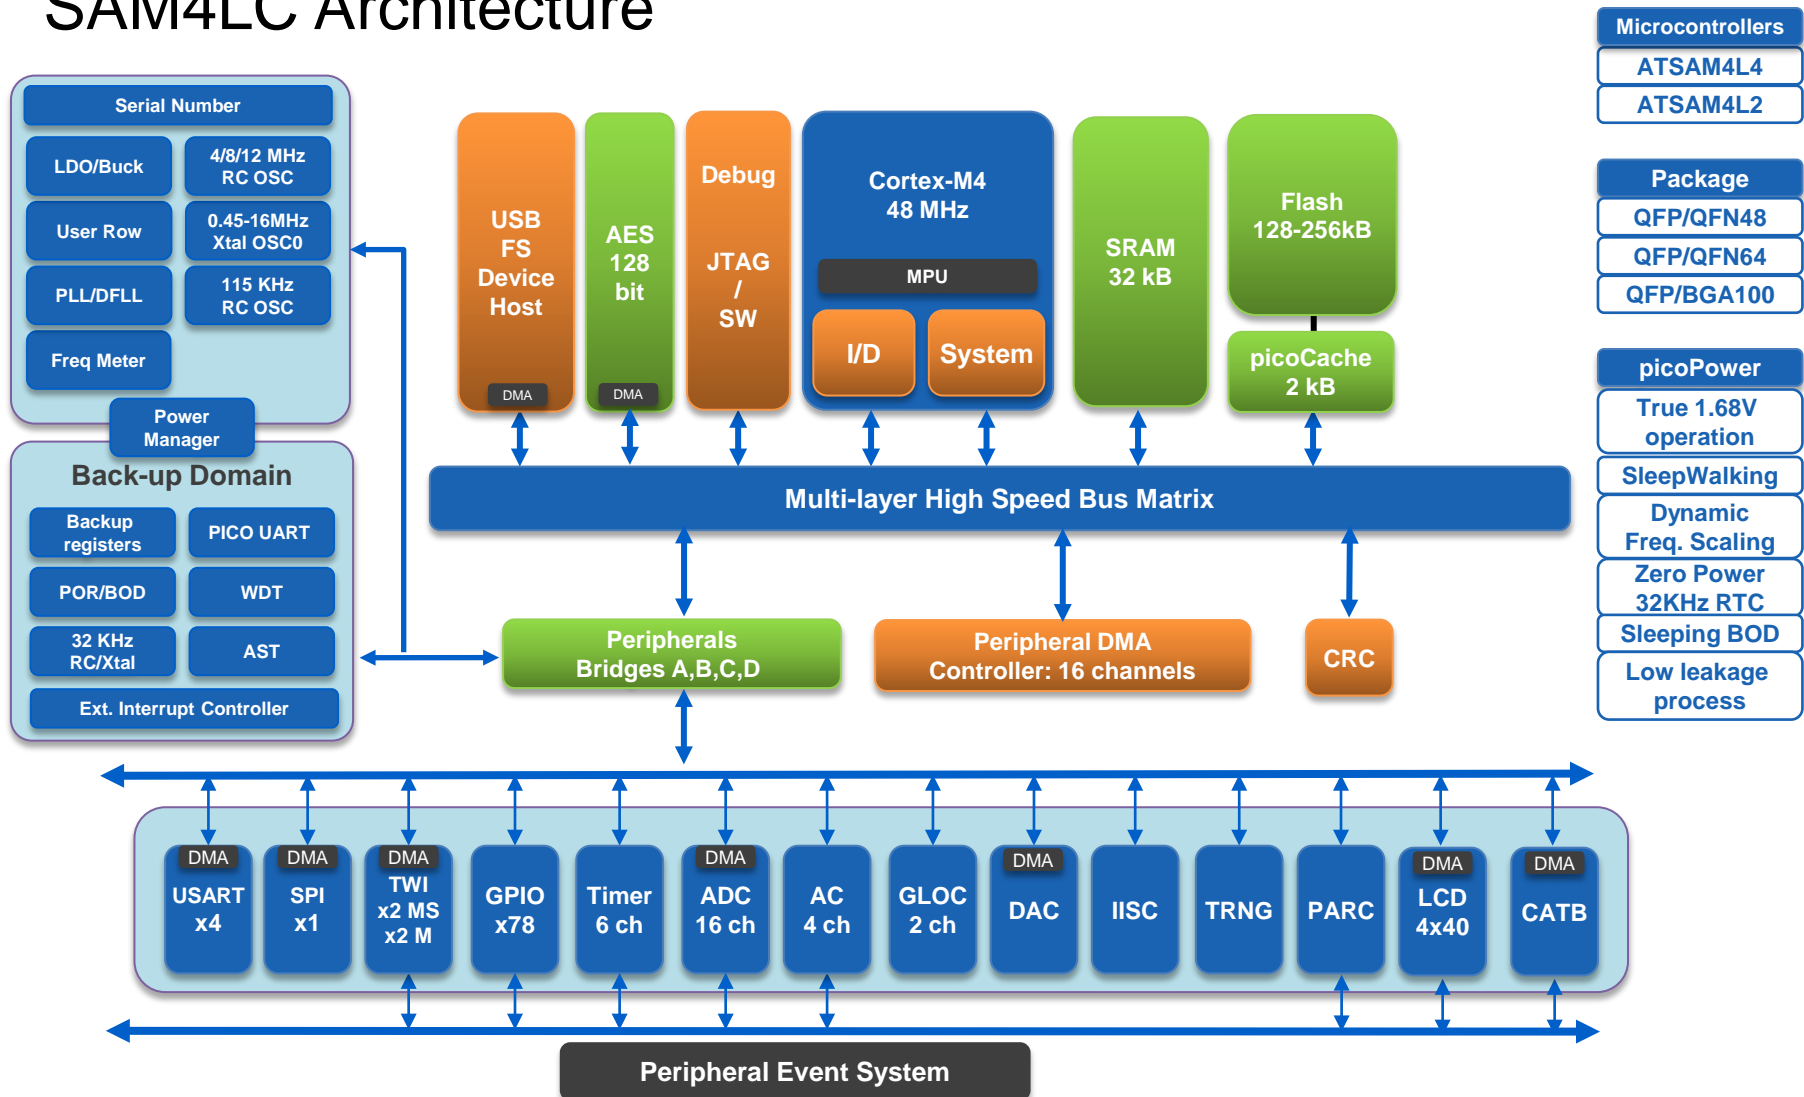 SAM4LC Architecture
Serial Number
LDO/Buck
4/8/12 MHz
RC OSC
User Row
0.45-16MHz
Xtal OSC0
PLL/DFLL
115 KHz
RC OSC
Freq Meter
Power
Manager
Back-up Domain
Backup
registers
PICO UART
POR/BOD
WDT
32 KHz
RC/Xtal
AST
Ext. Interrupt Controller
USB
FS
Device
Host
DMA
AES
128
bit
DMA
Debug
JTAG
/
SW
Cortex-M4
48 MHz
MPU
I/D
System
SRAM
32 kB
Flash
128-256kB
picoCache
2 kB
Multi-layer High Speed Bus Matrix
Peripherals
Bridges A,B,C,D
Peripheral DMA
Controller: 16 channels
CRC
DMA
USART
x4
DMA
SPI
x1
DMA
TWI
x2 MS
x2 M
GPIO
x78
Timer
6 ch
DMA
ADC
16 ch
AC
4 ch
GLOC
2 ch
DMA
DAC
IISC
TRNG
PARC
DMA
LCD
4x40
DMA
CATB
Peripheral Event System
Microcontrollers
ATSAM4L4
ATSAM4L2
Package
QFP/QFN48
QFP/QFN64
QFP/BGA100
picoPower
True 1.68V
operation
SleepWalking
Dynamic
Freq. Scaling
Zero Power
32KHz RTC
Sleeping BOD
Low leakage
process